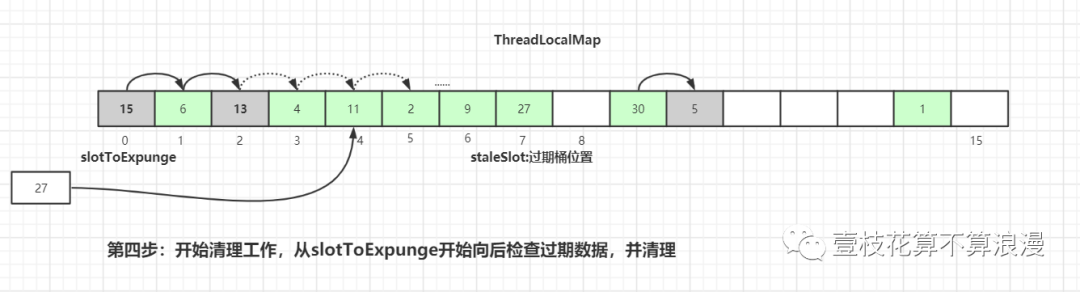 ThreadLocalMap
......
15 6 13 4 11 2 9 27 30 5 1
0 1 2 3 4 5 6 7 8 15
slotToExpunge staleSlot:过期桶位置
27
第四步：开始清理工作，从slotToExpunge开始向后检查过期数据，并清理
壹枝花算不算浪漫